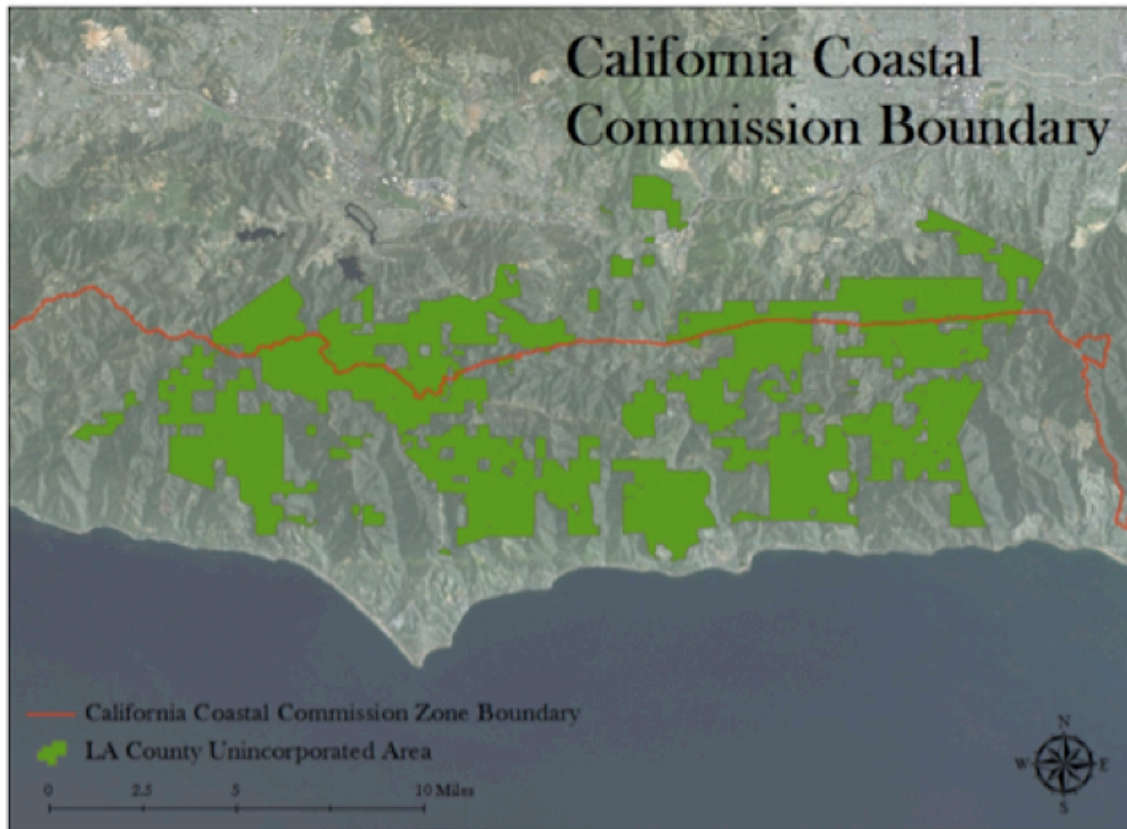 California Coastal
Commission Boundary
California Coastal Commission Zone Boundary
LA County Unincorporated Area
0 2.5 5 10 Miles
N
W E
S